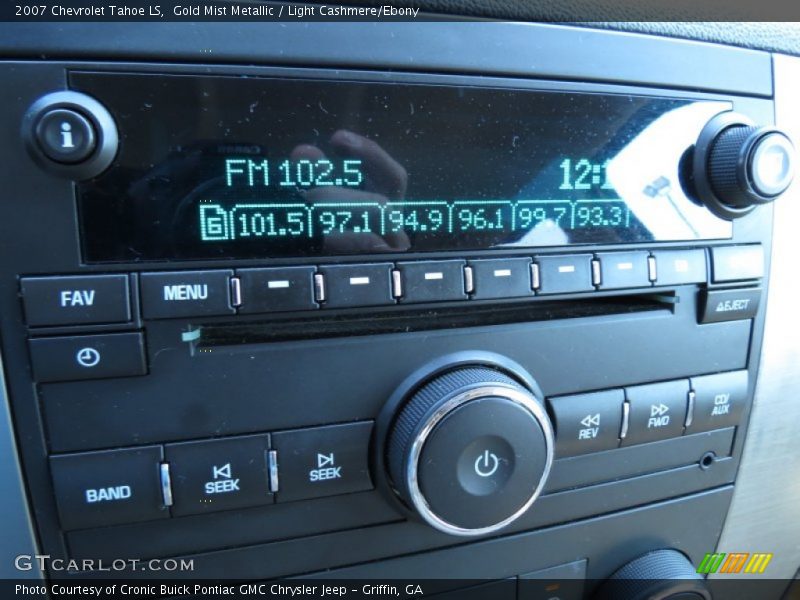 2007 Chevrolet Tahoe LS,  Gold Mist Metallic / Light Cashmere/Ebony
i
FM 102.5 12:1
6 101.5 97.1 94.9 96.1 99.7 93.3
FAV MENU
EJECT
REV FWD CD/AUX
BAND SEEK SEEK
GTCARLOT.COM
Photo Courtesy of Cronic Buick Pontiac GMC Chrysler Jeep - Griffin, GA